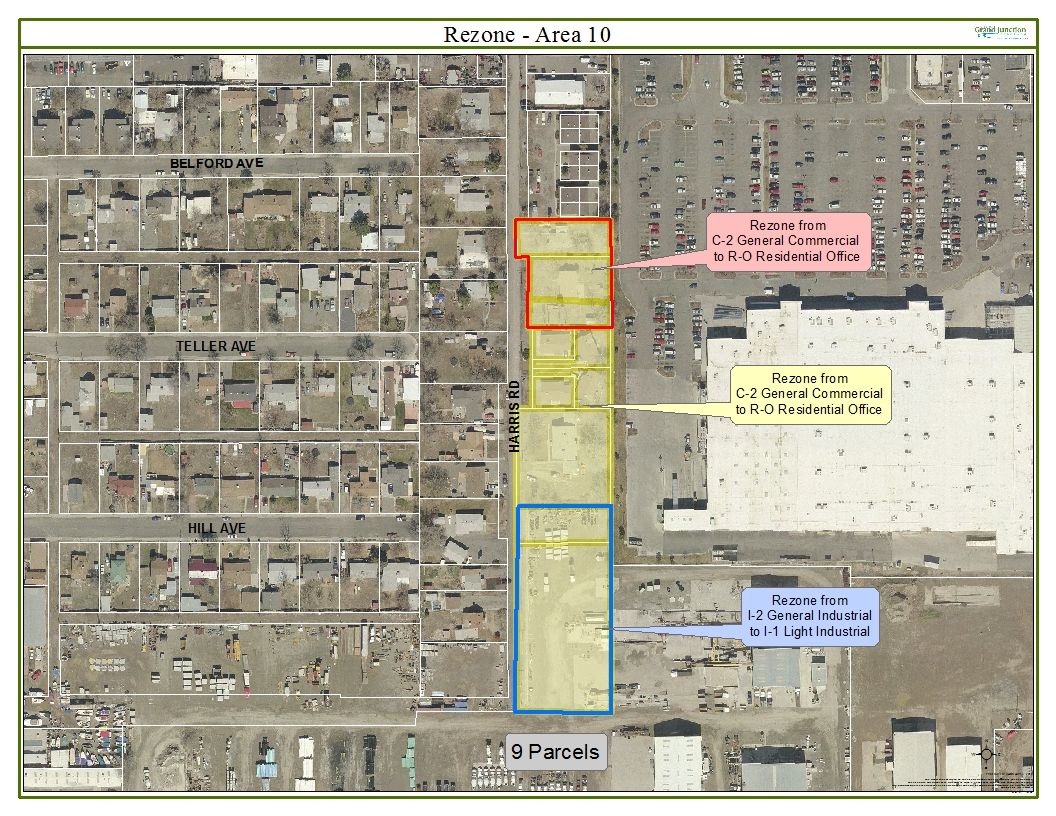 Rezone - Area 10
Grand Junction
BELFORD AVE
Rezone from
C-2 General Commercial
to R-O Residential Office
TELLER AVE
HARRIS RD
Rezone from
C-2 General Commercial
to R-O Residential Office
HILL AVE
Rezone from
I-2 General Industrial
to I-1 Light Industrial
9 Parcels